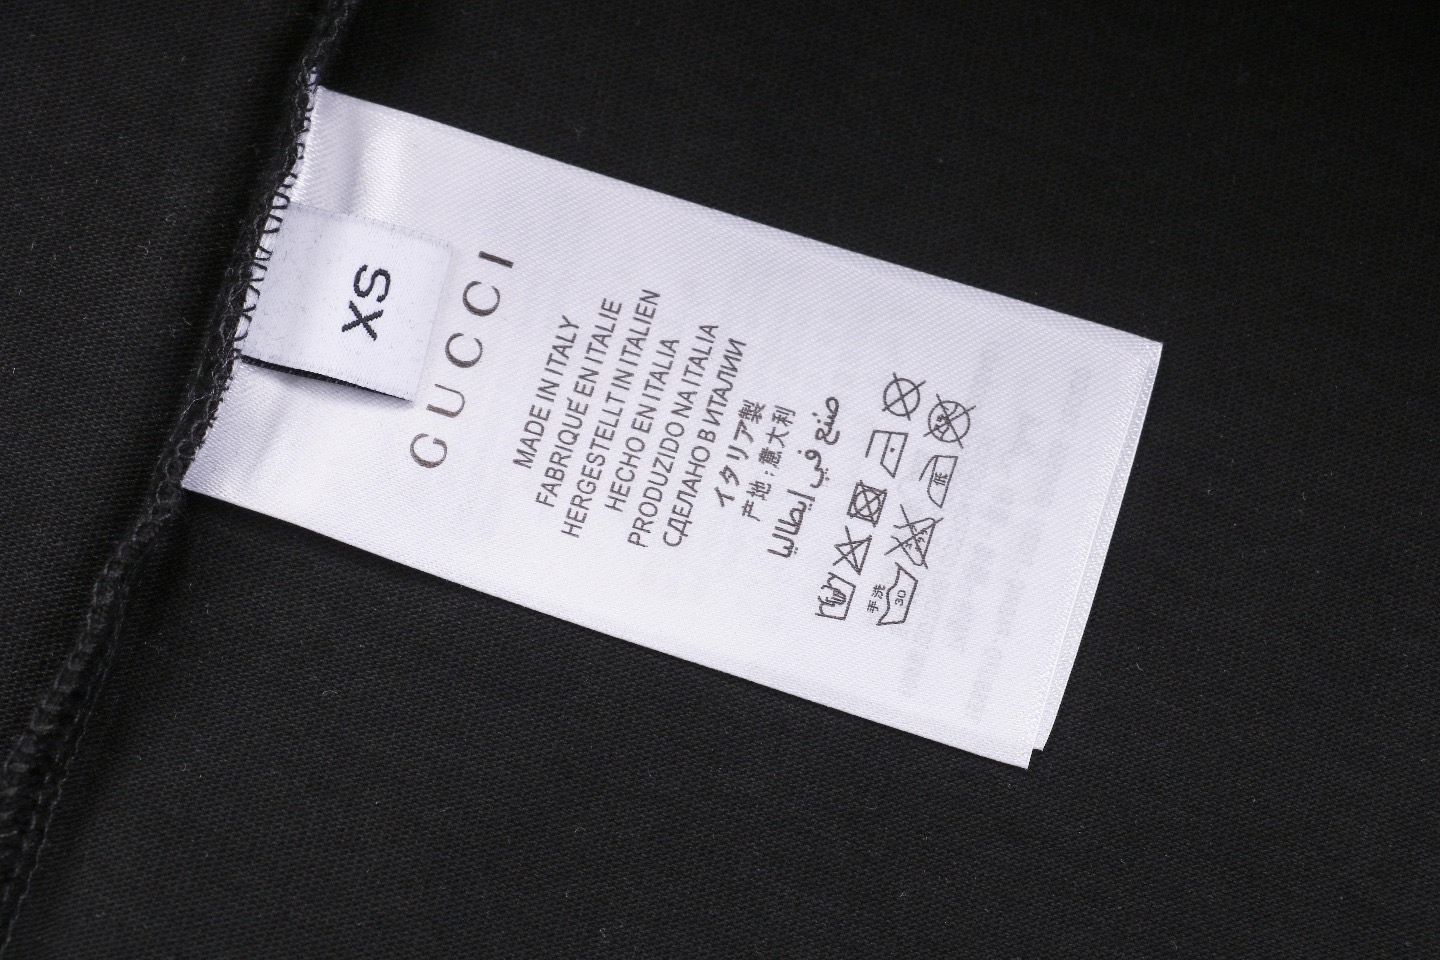 XS
GUCCI
MADE IN ITALY
FABRIQUÉ EN ITALIE
HERGESTELLT IN ITALIEN
HECHO EN ITALIA
PRODUZIDO NA ITALIA
СДЕЛАНО В ИТАЛИИ
イタリア製
产地：意大利
صنع في إيطاليا
手洗
30